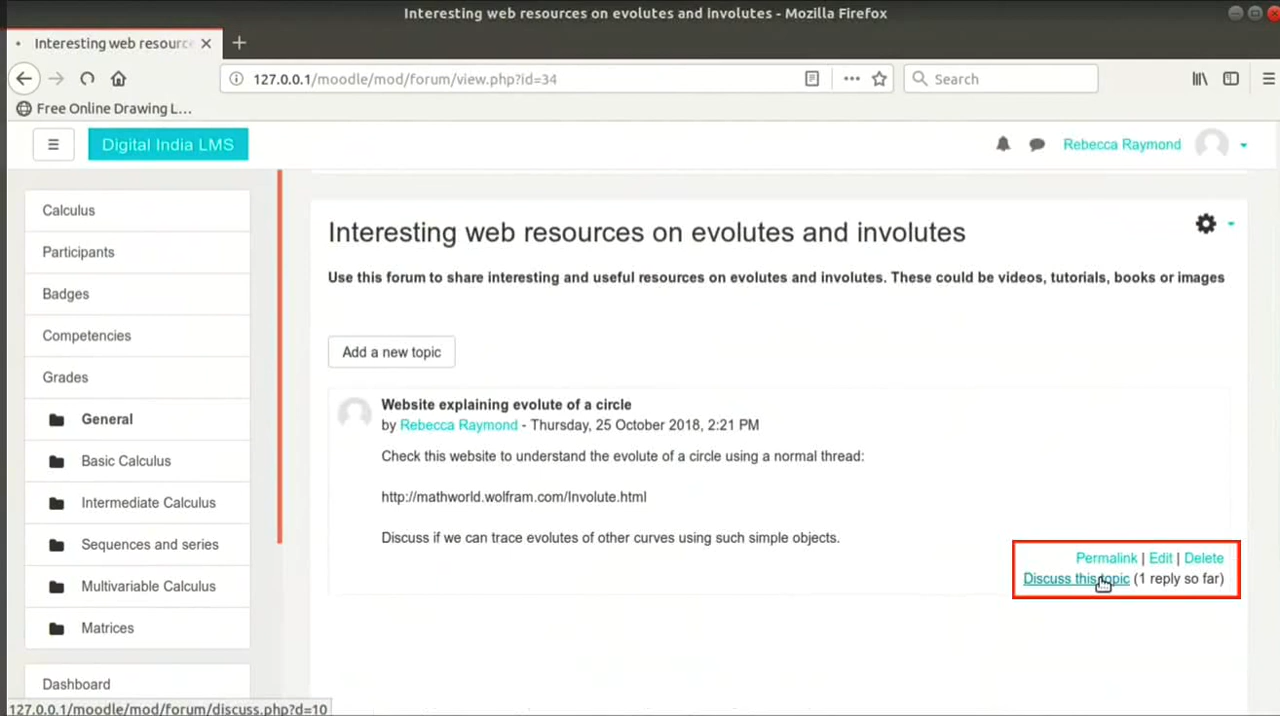 Interesting web resources on evolutes and involutes - Mozilla Firefox
Interesting web resourc
127.0.0.1/moodle/mod/forum/view.php?id=34
Search
Free Online Drawing L...
Digital India LMS
Rebecca Raymond
Calculus
Participants
Badges
Competencies
Grades
General
Basic Calculus
Intermediate Calculus
Sequences and series
Multivariable Calculus
Matrices
Dashboard
Interesting web resources on evolutes and involutes
Use this forum to share interesting and useful resources on evolutes and involutes. These could be videos, tutorials, books or images
Add a new topic
Website explaining evolute of a circle
by Rebecca Raymond - Thursday, 25 October 2018, 2:21 PM
Check this website to understand the evolute of a circle using a normal thread:
http://mathworld.wolfram.com/Involute.html
Discuss if we can trace evolutes of other curves using such simple objects.
Permalink | Edit | Delete
Discuss this topic (1 reply so far)
127.0.0.1/moodle/mod/forum/discuss.php?d=10